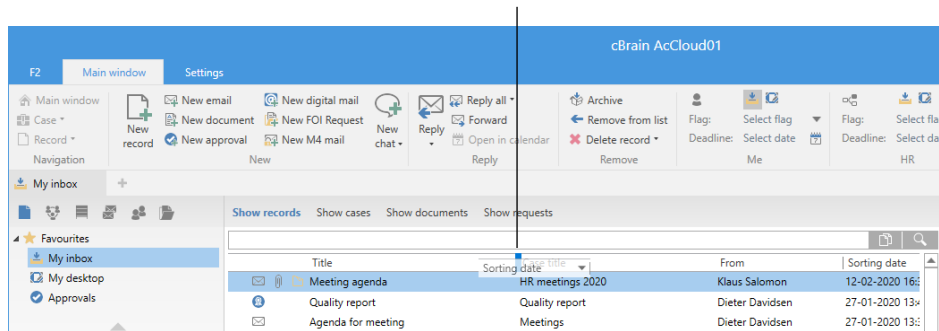 cBrain AcCloud01
F2 Main window Settings
Main window New email New digital mail Reply all Archive
Case New document New FOI Request Forward Remove from list Flag: Select flag Flag: Select fla
Record New record New approval New M4 mail New chat Reply Open in calendar Delete record Deadline: Select date Deadline: Select da
Navigation New Reply Remove Me HR
My inbox +
Show records Show cases Show documents Show requests
Favourites
My inbox
My desktop
Approvals
Title Case title From Sorting date
Sorting date
Meeting agenda HR meetings 2020 Klaus Salomon 12-02-2020 16:
Quality report Quality report Dieter Davidsen 27-01-2020 13:
Agenda for meeting Meetings Dieter Davidsen 27-01-2020 13: